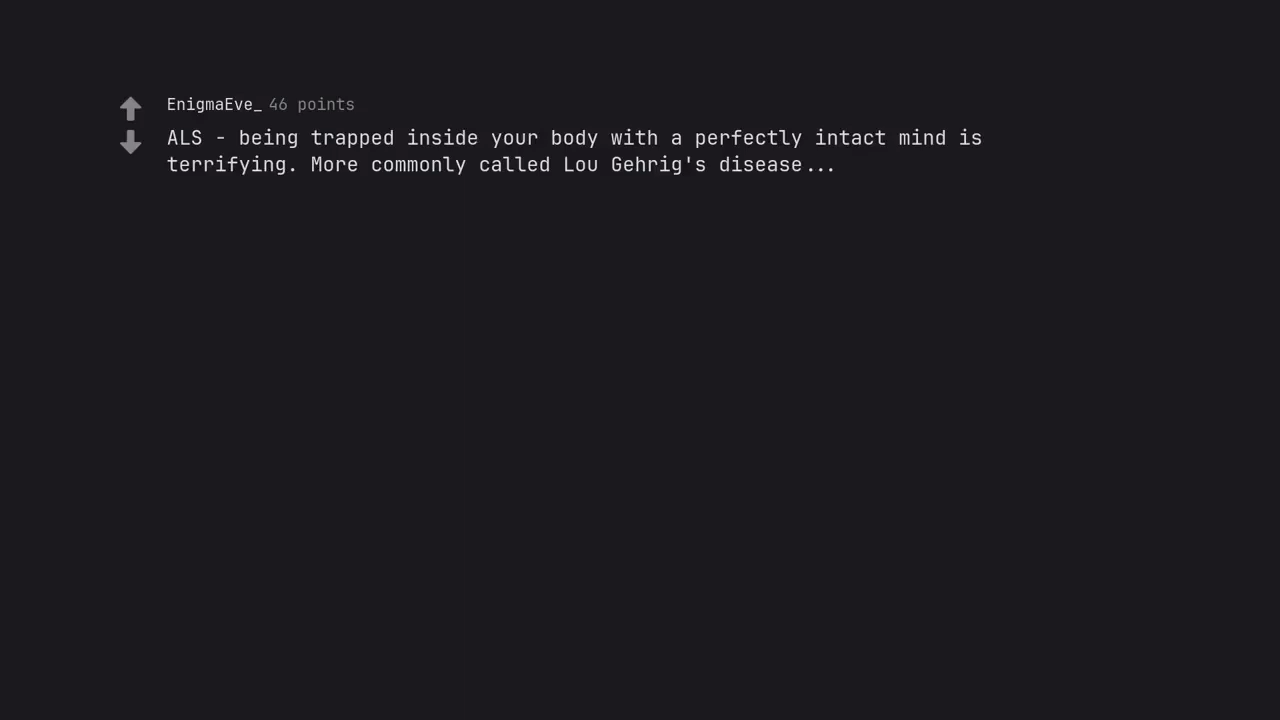 EnigmaEve_ 46 points
ALS - being trapped inside your body with a perfectly intact mind is
terrifying. More commonly called Lou Gehrig's disease...